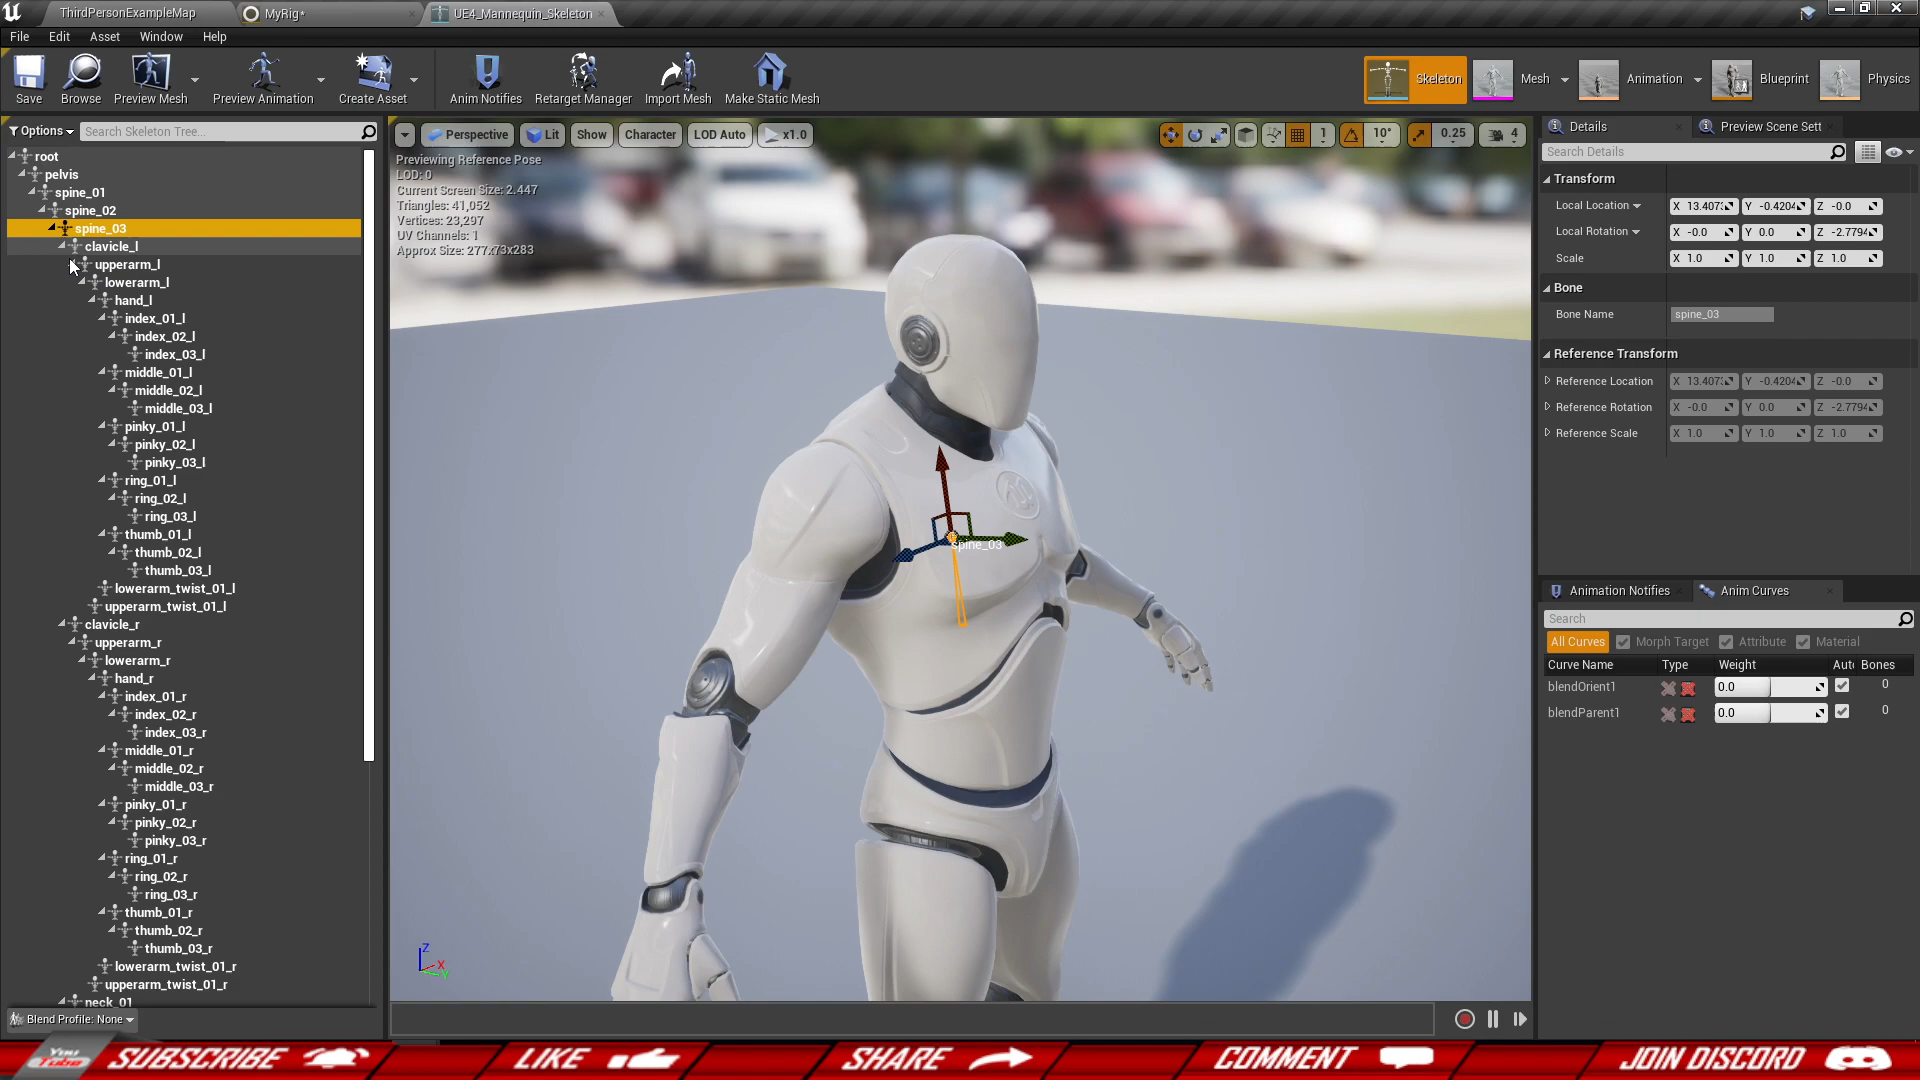 ThirdPersonExampleMap
MyRig*
UE4_Mannequin_Skeleton
File Edit Asset Window Help
Save
Browse
Preview Mesh
Preview Animation
Create Asset
Anim Notifies
Retarget Manager
Import Mesh
Make Static Mesh
Skeleton
Mesh
Animation
Blueprint
Physics
Options
Search Skeleton Tree...
root
pelvis
spine_01
spine_02
spine_03
clavicle_l
upperarm_l
lowerarm_l
hand_l
index_01_l
index_02_l
index_03_l
middle_01_l
middle_02_l
middle_03_l
pinky_01_l
pinky_02_l
pinky_03_l
ring_01_l
ring_02_l
ring_03_l
thumb_01_l
thumb_02_l
thumb_03_l
lowerarm_twist_01_l
upperarm_twist_01_l
clavicle_r
upperarm_r
lowerarm_r
hand_r
index_01_r
index_02_r
index_03_r
middle_01_r
middle_02_r
middle_03_r
pinky_01_r
pinky_02_r
pinky_03_r
ring_01_r
ring_02_r
ring_03_r
thumb_01_r
thumb_02_r
thumb_03_r
lowerarm_twist_01_r
upperarm_twist_01_r
neck_01
Blend Profile: None
Perspective Lit Show Character LOD Auto x1.0
1 10° 0.25 4
Previewing Reference Pose
LOD: 0
Current Screen Size: 2.447
Triangles: 41,052
Vertices: 23,297
UV Channels: 1
Approx Size: 277x73x283
spine_03
Z
X
Y
Details
Preview Scene Sett
Search Details
Transform
Local Location X 13.407 Y -0.4204 Z -0.0
Local Rotation X -0.0 Y 0.0 Z -2.7794
Scale X 1.0 Y 1.0 Z 1.0
Bone
Bone Name spine_03
Reference Transform
Reference Location X 13.407 Y -0.4204 Z -0.0
Reference Rotation X -0.0 Y 0.0 Z -2.7794
Reference Scale X 1.0 Y 1.0 Z 1.0
Animation Notifies
Anim Curves
Search
All Curves Morph Target Attribute Material
Curve Name Type Weight Auto Bones
blendOrient1 0.0 0
blendParent1 0.0 0
You Tube SUBSCRIBE
LIKE
SHARE
COMMENT
JOIN DISCORD